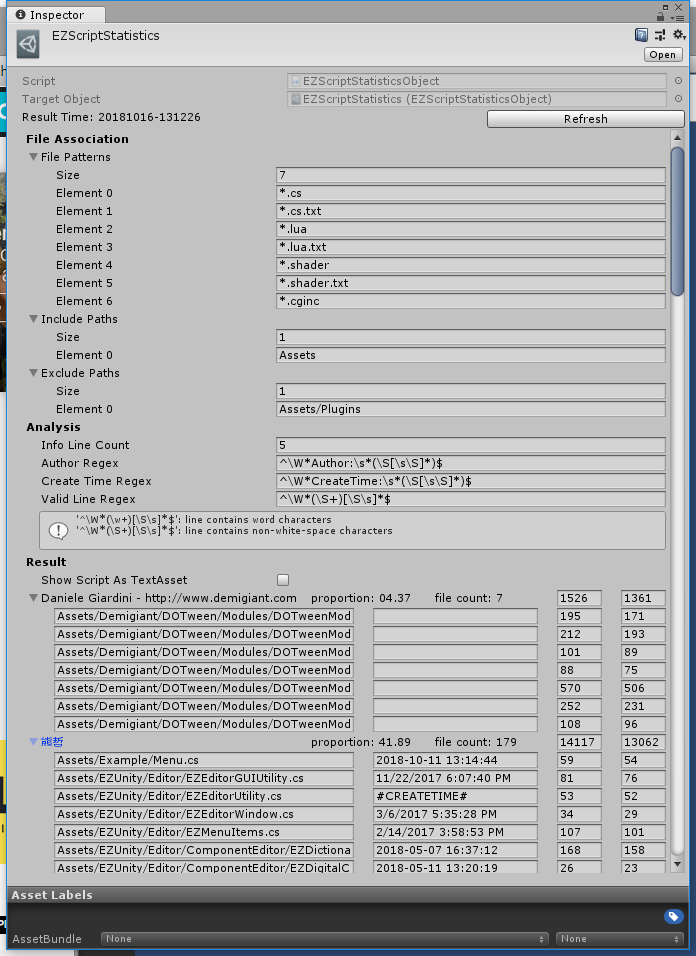 Inspector
EZScriptStatistics
Open
Script EZScriptStatisticsObject
Target Object EZScriptStatistics (EZScriptStatisticsObject)
Result Time: 20181016-131226 Refresh
File Association
File Patterns
Size 7
Element 0 *.cs
Element 1 *.cs.txt
Element 2 *.lua
Element 3 *.lua.txt
Element 4 *.shader
Element 5 *.shader.txt
Element 6 *.cginc
Include Paths
Size 1
Element 0 Assets
Exclude Paths
Size 1
Element 0 Assets/Plugins
Analysis
Info Line Count 5
Author Regex ^\W*Author:\s*(\S[\s\S]*)$
Create Time Regex ^\W*CreateTime:\s*(\S[\s\S]*)$
Valid Line Regex ^\W*(\S+)[\S\s]*$
'^\W*(\w+)[\S\s]*$': line contains word characters
'^\W*(\S+)[\S\s]*$': line contains non-white-space characters
Result
Show Script As TextAsset
Daniele Giardini - http://www.demigiant.com proportion: 04.37 file count: 7 1526 1361
Assets/Demigiant/DOTween/Modules/DOTweenMod 195 171
Assets/Demigiant/DOTween/Modules/DOTweenMod 212 193
Assets/Demigiant/DOTween/Modules/DOTweenMod 101 89
Assets/Demigiant/DOTween/Modules/DOTweenMod 88 75
Assets/Demigiant/DOTween/Modules/DOTweenMod 570 506
Assets/Demigiant/DOTween/Modules/DOTweenMod 252 231
Assets/Demigiant/DOTween/Modules/DOTweenMod 108 96
熊哲 proportion: 41.89 file count: 179 14117 13062
Assets/Example/Menu.cs 2018-10-11 13:14:44 59 54
Assets/EZUnity/Editor/EZEditorGUIUtility.cs 11/22/2017 6:07:40 PM 81 76
Assets/EZUnity/Editor/EZEditorUtility.cs #CREATETIME# 53 52
Assets/EZUnity/Editor/EZEditorWindow.cs 3/6/2017 5:35:28 PM 34 29
Assets/EZUnity/Editor/EZMenuItems.cs 2/14/2017 3:58:53 PM 107 101
Assets/EZUnity/Editor/ComponentEditor/EZDictiona 2018-05-07 16:37:12 168 158
Assets/EZUnity/Editor/ComponentEditor/EZDigitalC 2018-05-11 13:20:19 26 23
Asset Labels
AssetBundle None None